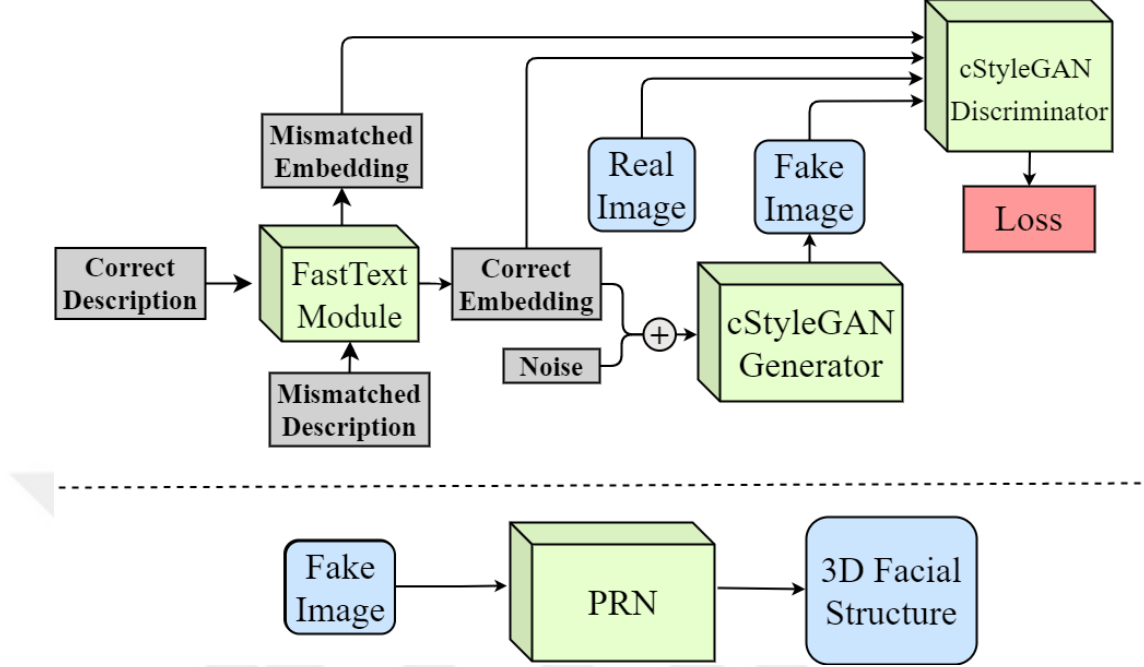 cStyleGAN
Discriminator
Mismatched
Embedding
Real
Image
Fake
Image
Loss
Correct
Description
FastText
Module
Correct
Embedding
+
cStyleGAN
Generator
Noise
Mismatched
Description
Fake
Image
PRN
3D Facial
Structure